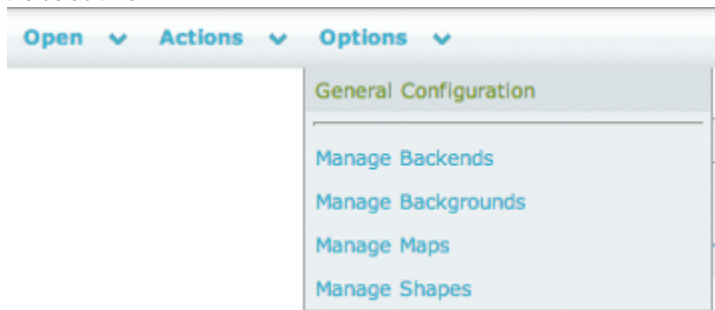 Open Actions Options
General Configuration
Manage Backends
Manage Backgrounds
Manage Maps
Manage Shapes